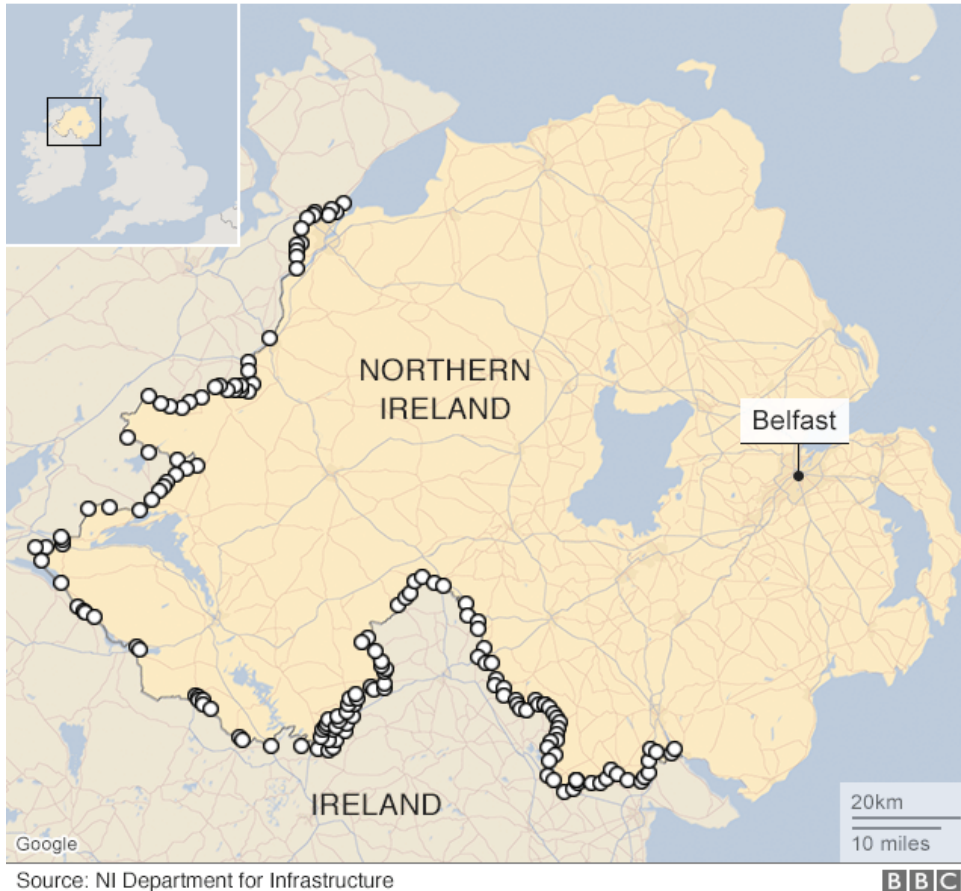 NORTHERN
IRELAND
Belfast
IRELAND
20km
10 miles
Google
Source: NI Department for Infrastructure
BBC